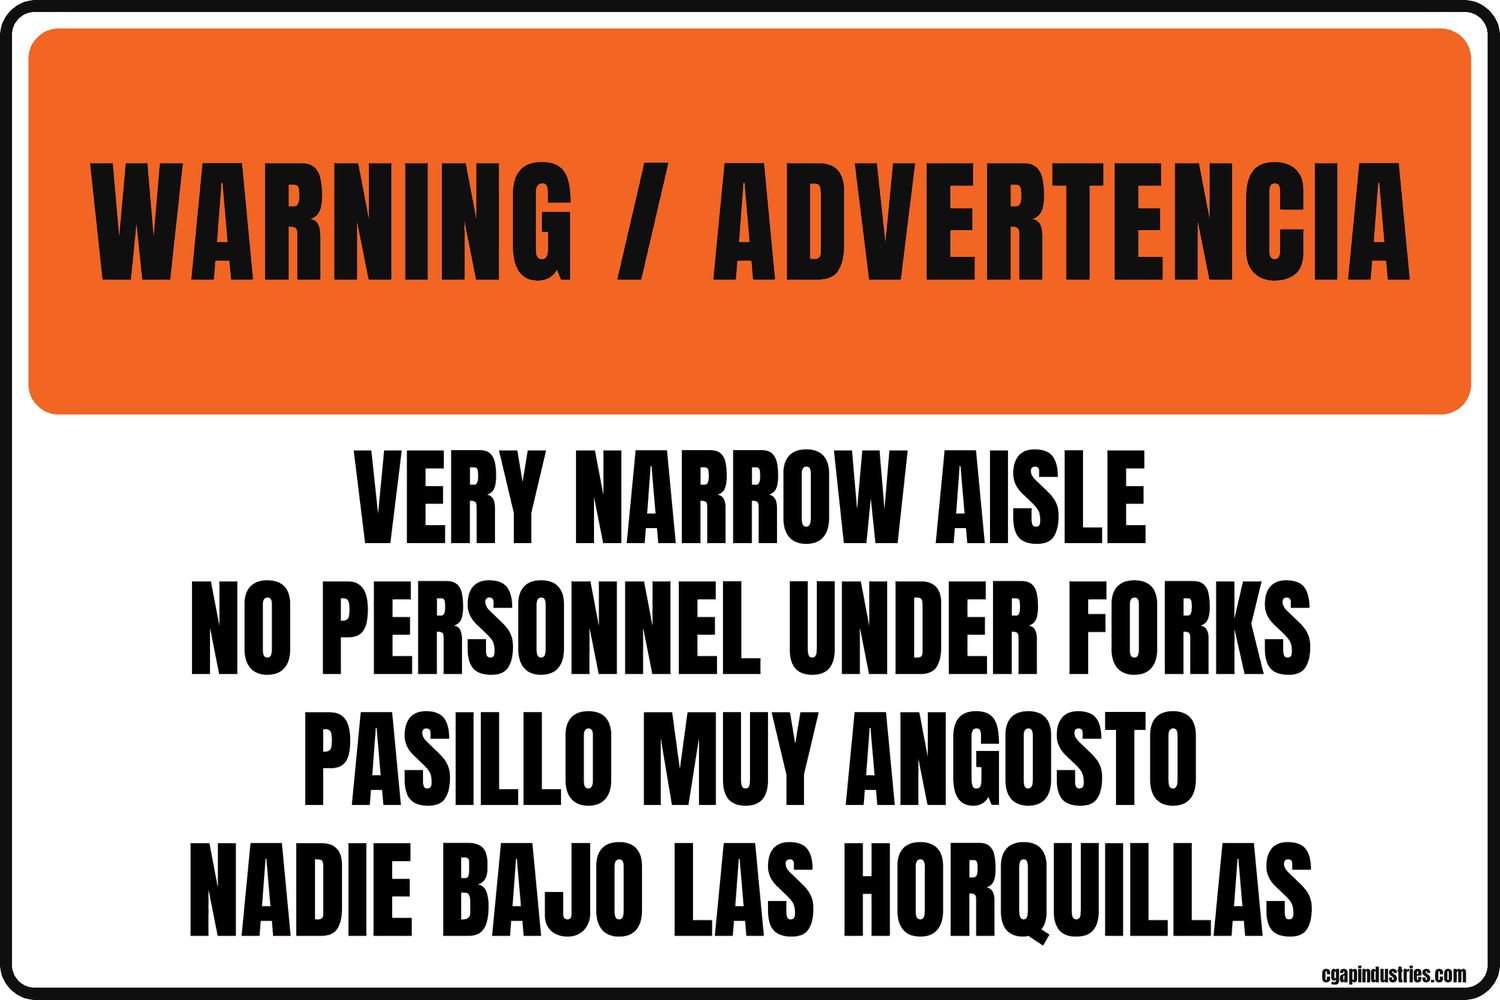 WARNING / ADVERTENCIA
VERY NARROW AISLE
NO PERSONNEL UNDER FORKS
PASILLO MUY ANGOSTO
NADIE BAJO LAS HORQUILLAS
cgapindustries.com